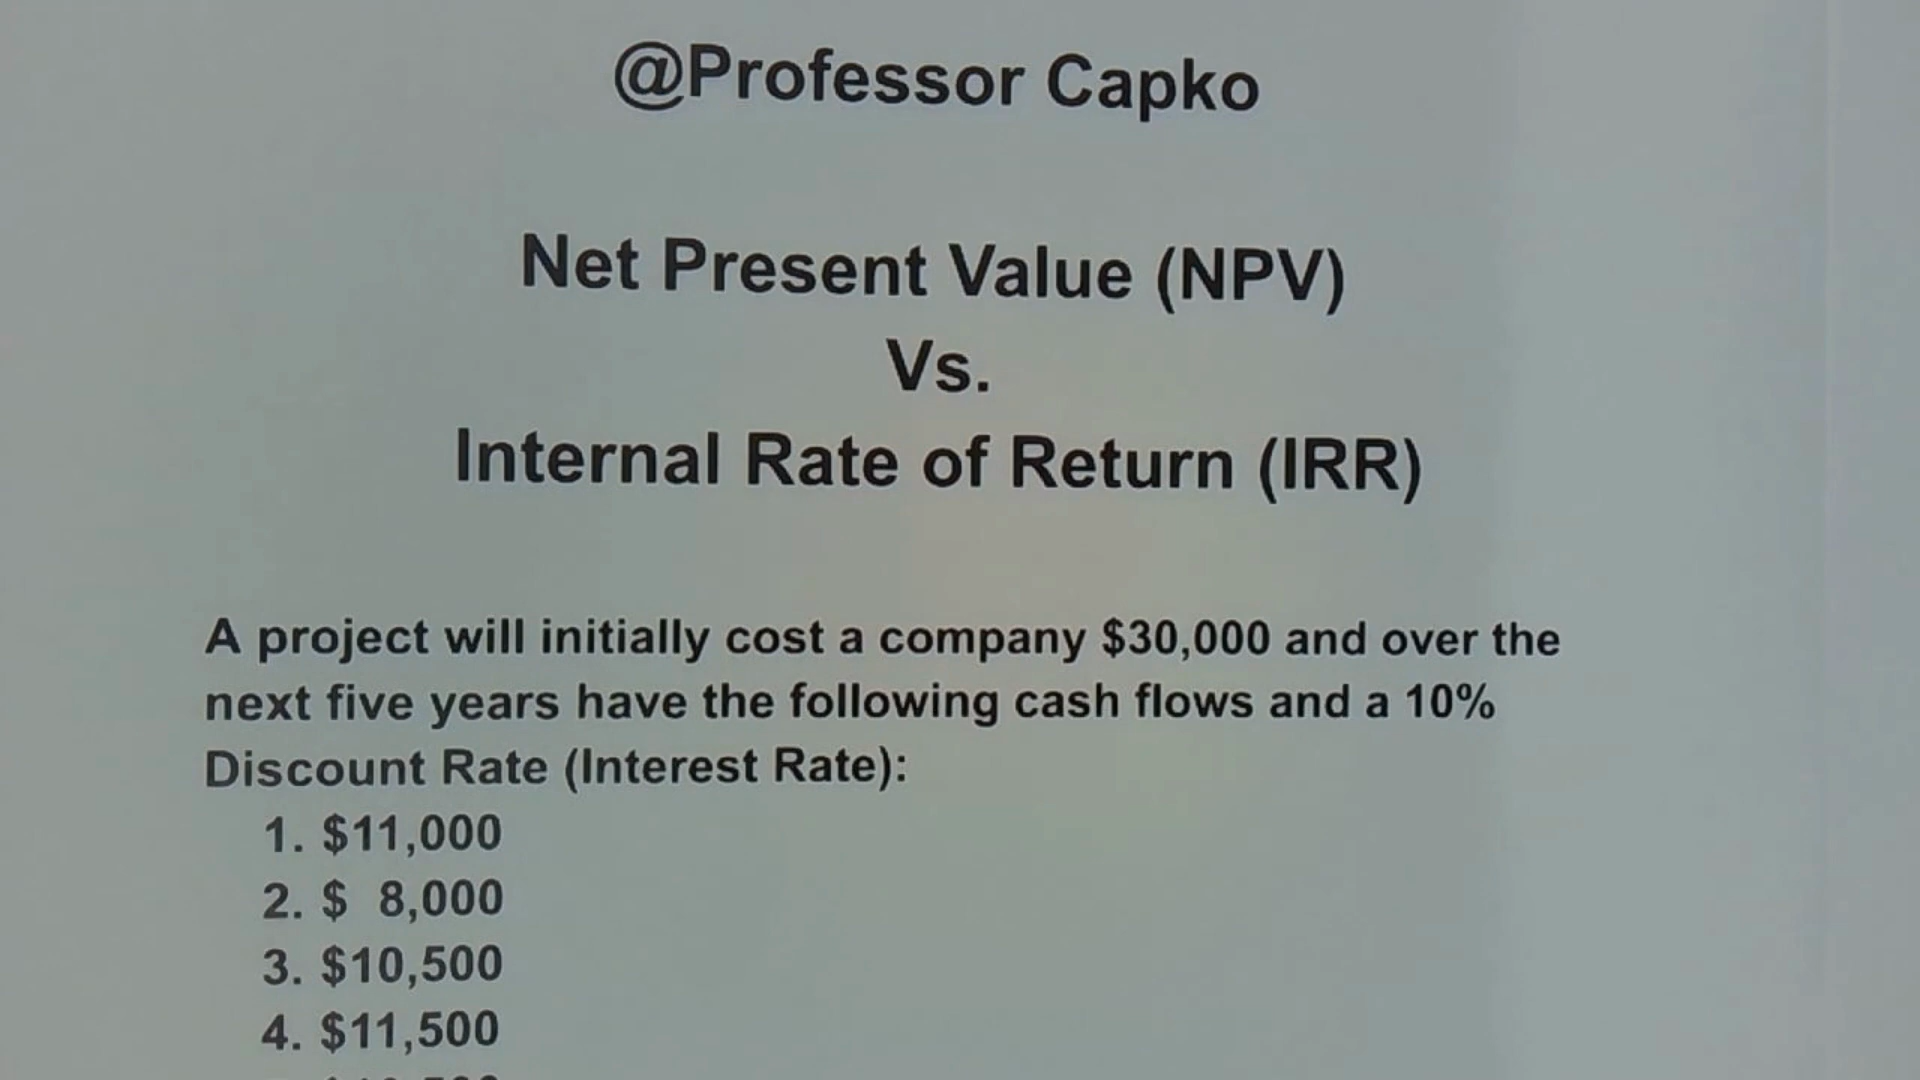 @Professor Capko
Net Present Value (NPV)
Vs.
Internal Rate of Return (IRR)
A project will initially cost a company $30,000 and over the
next five years have the following cash flows and a 10%
Discount Rate (Interest Rate):
1. $11,000
2. $ 8,000
3. $10,500
4. $11,500